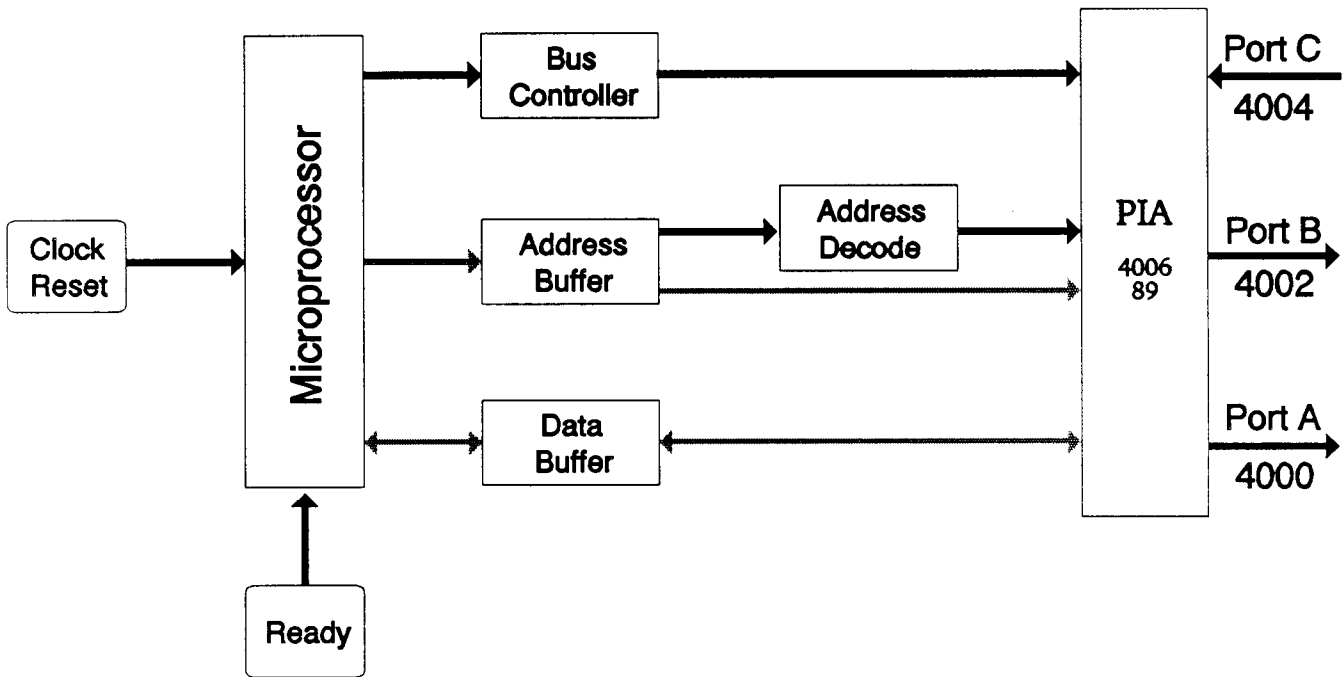 Clock
Reset
Microprocessor
Ready
Bus
Controller
Address
Buffer
Address
Decode
Data
Buffer
PIA
4006
89
Port C
4004
Port B
4002
Port A
4000